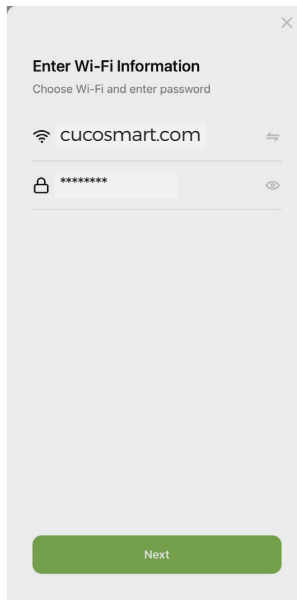 Enter Wi-Fi Information
Choose Wi-Fi and enter password
cucosmart.com
********
Next